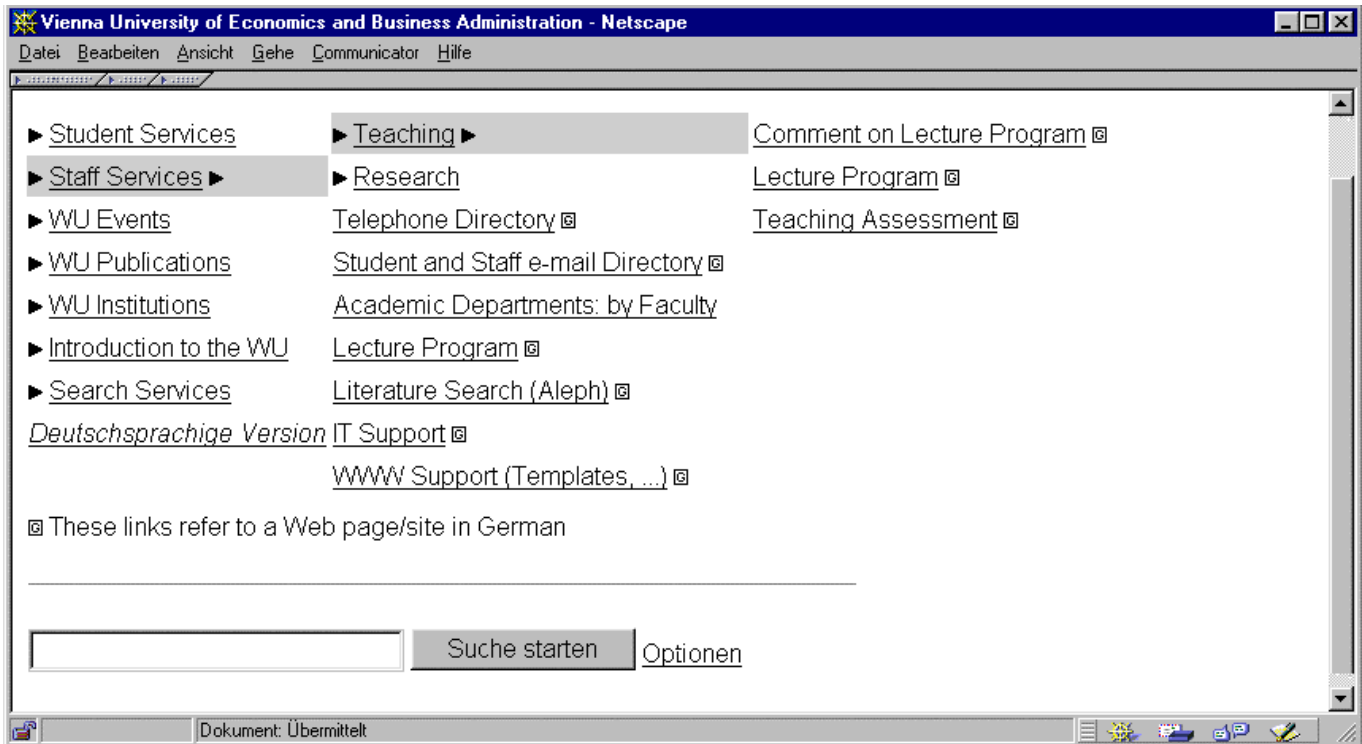 Vienna University of Economics and Business Administration - Netscape
Datei Bearbeiten Ansicht Gehe Communicator Hilfe
Student Services Teaching Comment on Lecture Program G
Staff Services Research Lecture Program G
WU Events Telephone Directory G Teaching Assessment G
WU Publications Student and Staff e-mail Directory G
WU Institutions Academic Departments: by Faculty
Introduction to the WU Lecture Program G
Search Services Literature Search (Aleph) G
Deutschsprachige Version IT Support G
WWW Support (Templates, ...) G
G These links refer to a Web page/site in German
Suche starten Optionen
Dokument: Übermittelt